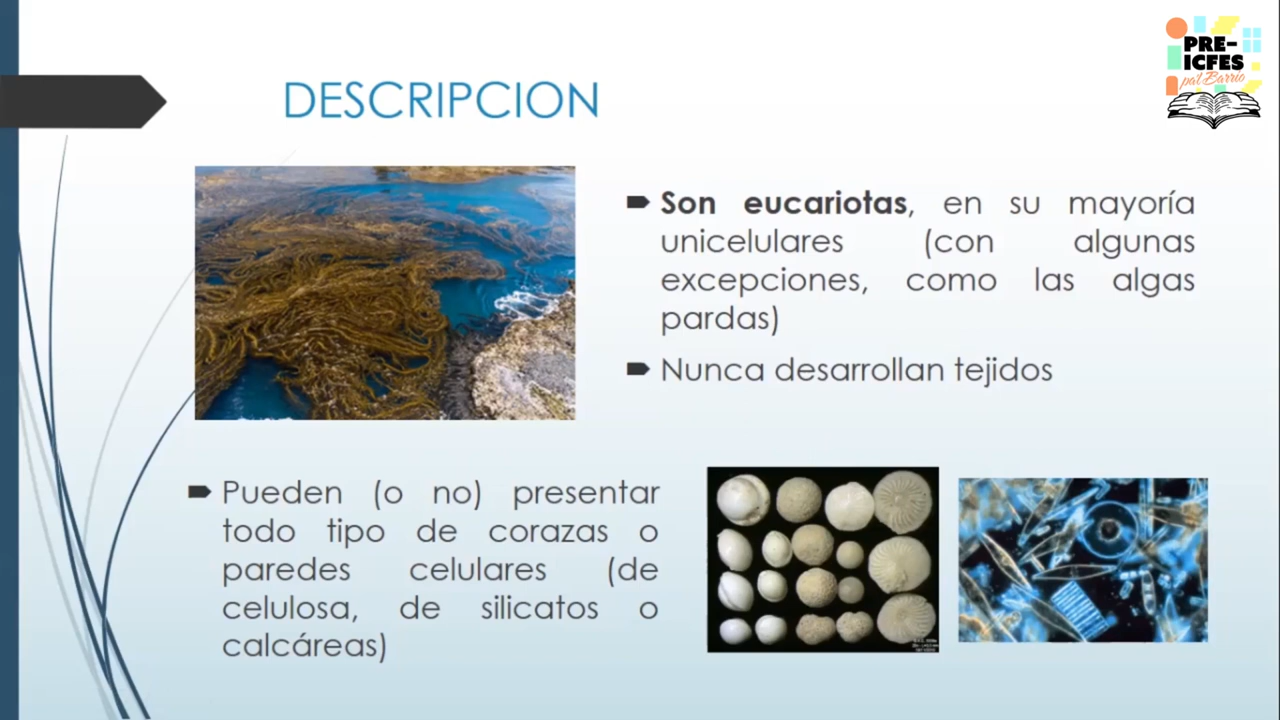 PRE-
ICFES
pa'l Barrio
DESCRIPCION
Son eucariotas, en su mayoría
unicelulares (con algunas
excepciones, como las algas
pardas)
Nunca desarrollan tejidos
Pueden (o no) presentar
todo tipo de corazas o
paredes celulares (de
celulosa, de silicatos o
calcáreas)